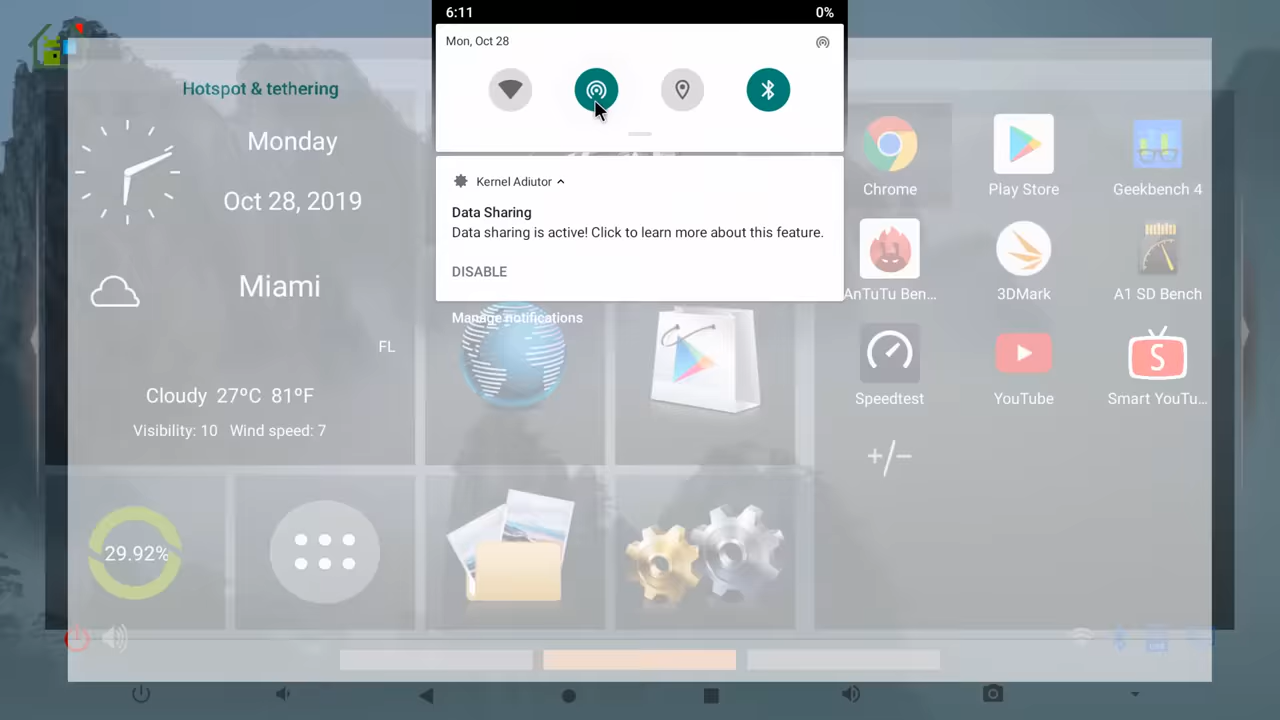 6:11
0%
Mon, Oct 28
Hotspot & tethering
Monday
Oct 28, 2019
Miami
FL
Cloudy 27ºC 81ºF
Visibility: 10 Wind speed: 7
29.92%
Kernel Adiutor
Data Sharing
Data sharing is active! Click to learn more about this feature.
DISABLE
Manage notifications
Chrome
Play Store
Geekbench 4
AnTuTu Ben...
3DMark
A1 SD Bench
Speedtest
YouTube
S
Smart YouTu...
+/-